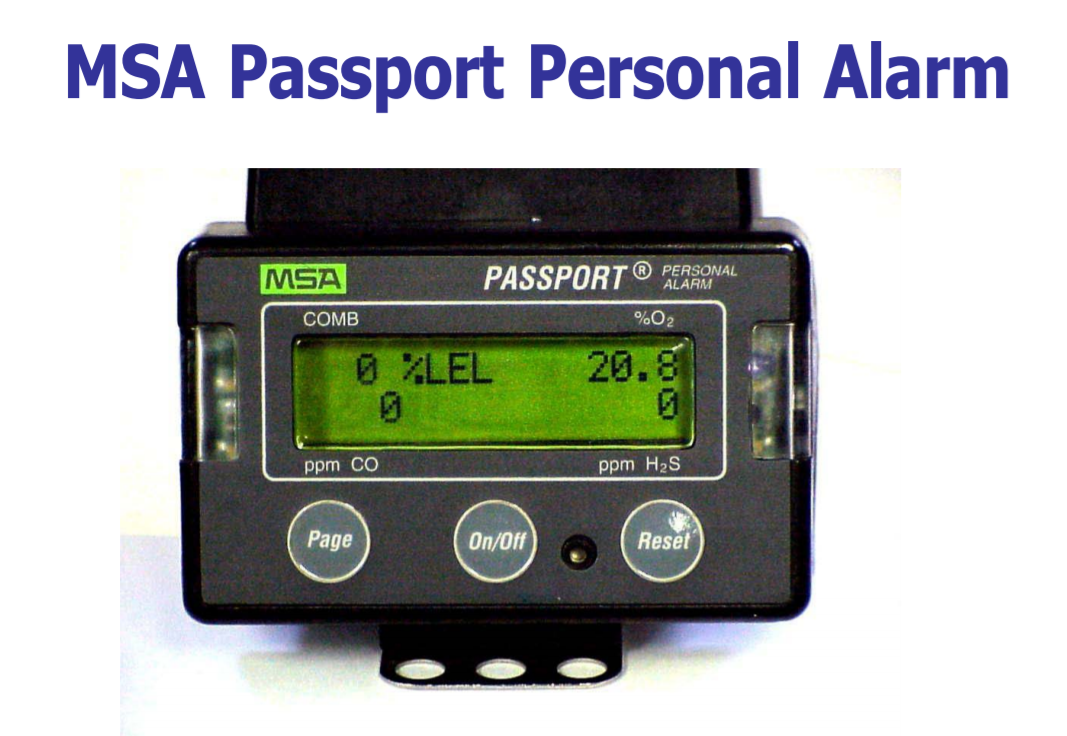 MSA Passport Personal Alarm
MSA PASSPORT ® PERSONAL ALARM
COMB %O₂
0 %LEL 20.8
0 0
ppm CO ppm H₂S
Page On/Off Reset